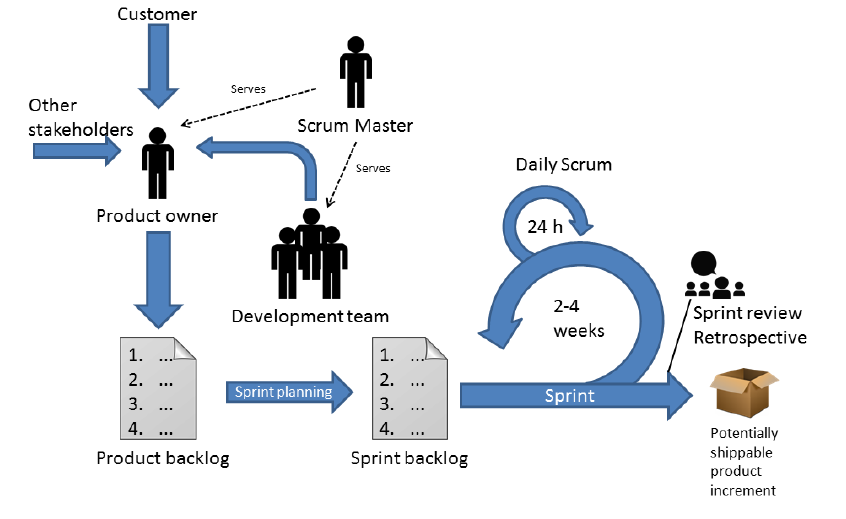 Customer
Serves
Other
stakeholders
Scrum Master
Serves
Product owner
Daily Scrum
24 h
Development team
2-4
weeks
Sprint review
Retrospective
1. ...
2. ...
3. ...
4. ...
Sprint planning
1. ...
2. ...
3. ...
4. ...
Sprint
Product backlog
Sprint backlog
Potentially
shippable
product
increment